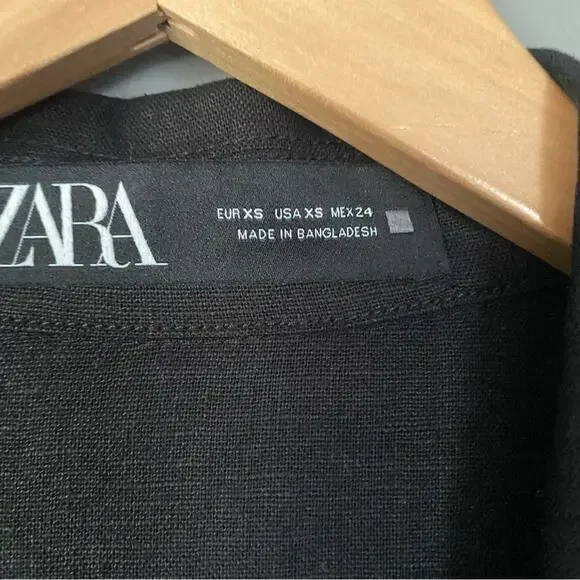 ZARA
EUR XS USA XS MEX 24
MADE IN BANGLADESH